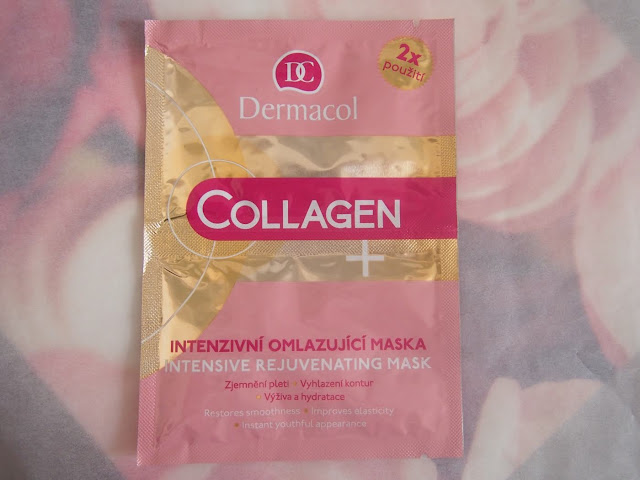 2x
použití
DC
Dermacol
COLLAGEN
+
INTENZIVNÍ OMLAZUJÍCÍ MASKA
INTENSIVE REJUVENATING MASK
Zjemnění pleti • Vyhlazení kontur
• Výživa a hydratace
Restores smoothness • Improves elasticity
• Instant youthful appearance